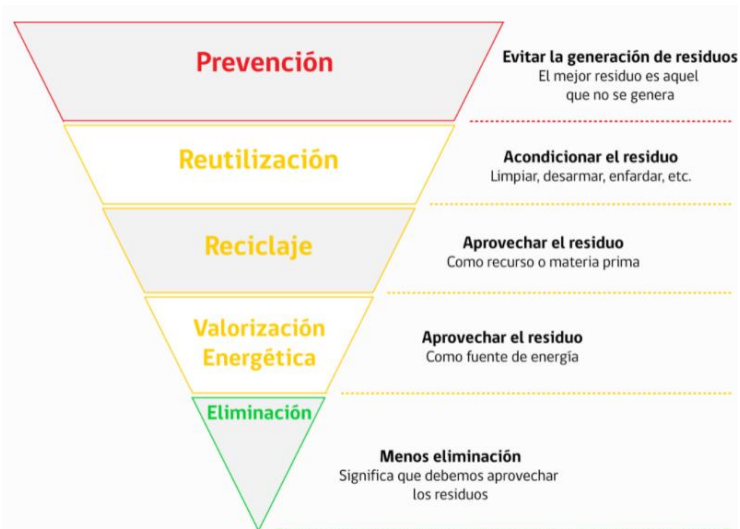 Prevención
Evitar la generación de residuos
El mejor residuo es aquel
que no se genera
Reutilización
Acondicionar el residuo
Limpiar, desarmar, enfardar, etc.
Reciclaje
Aprovechar el residuo
Como recurso o materia prima
Valorización
Energética
Aprovechar el residuo
Como fuente de energía
Eliminación
Menos eliminación
Significa que debemos aprovechar
los residuos